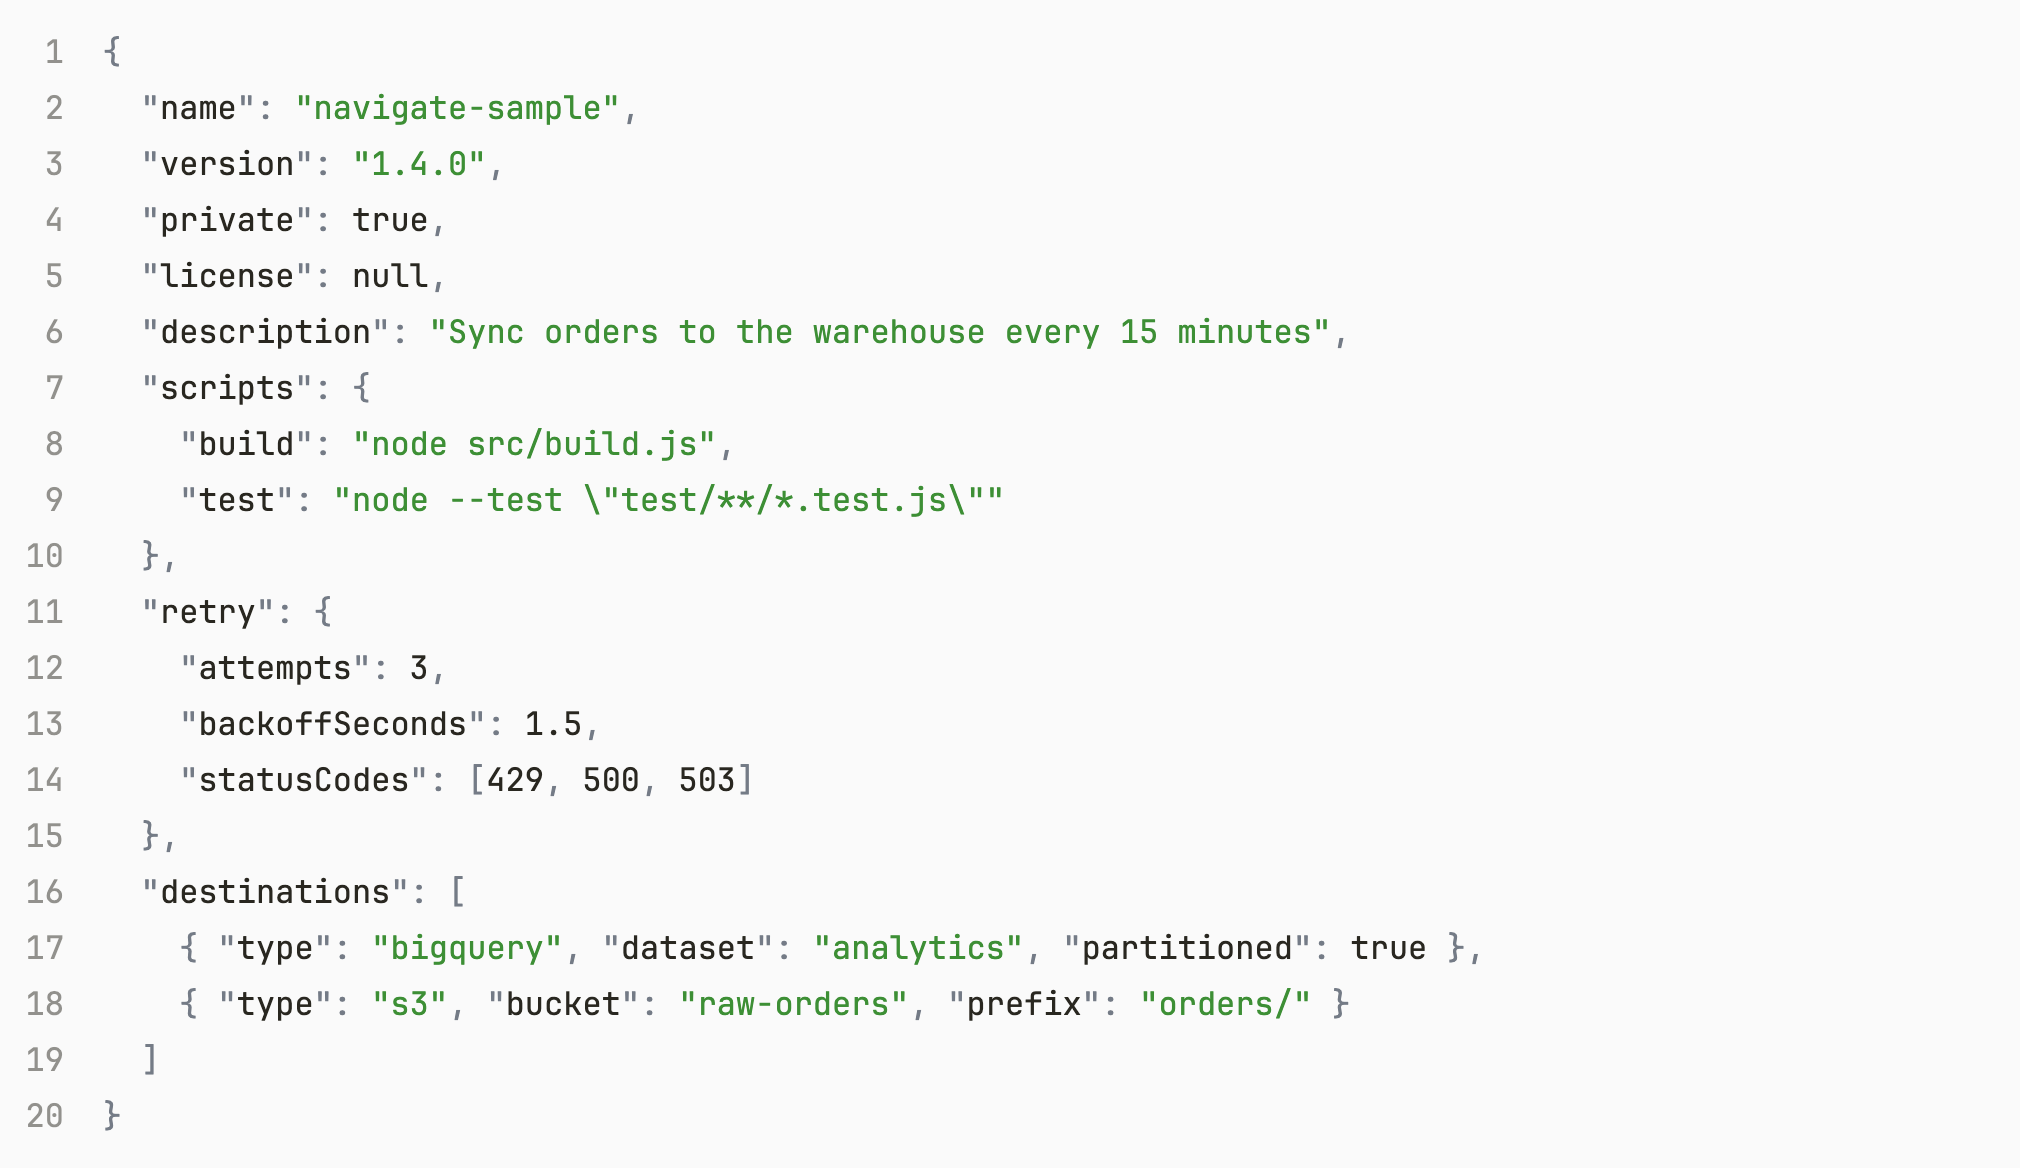 1 {
2   "name": "navigate-sample",
3   "version": "1.4.0",
4   "private": true,
5   "license": null,
6   "description": "Sync orders to the warehouse every 15 minutes",
7   "scripts": {
8     "build": "node src/build.js",
9     "test": "node --test \"test/**/*.test.js\""
10   },
11   "retry": {
12     "attempts": 3,
13     "backoffSeconds": 1.5,
14     "statusCodes": [429, 500, 503]
15   },
16   "destinations": [
17     { "type": "bigquery", "dataset": "analytics", "partitioned": true },
18     { "type": "s3", "bucket": "raw-orders", "prefix": "orders/" }
19   ]
20 }